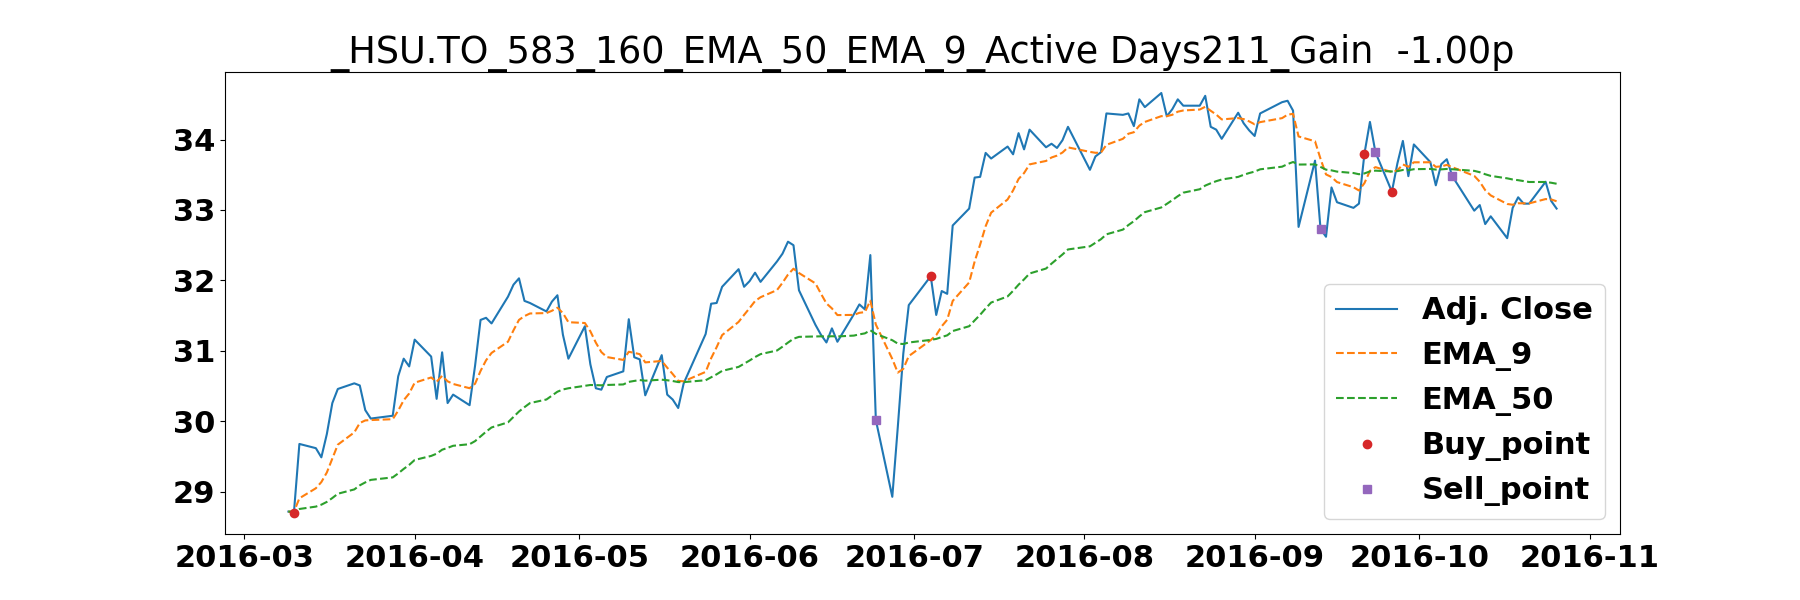 _HSU.TO_583_160_EMA_50_EMA_9_Active Days211_Gain  -1.00p
34
33
32
31
30
29
Adj. Close
EMA_9
EMA_50
Buy_point
Sell_point
2016-03 2016-04 2016-05 2016-06 2016-07 2016-08 2016-09 2016-10 2016-11